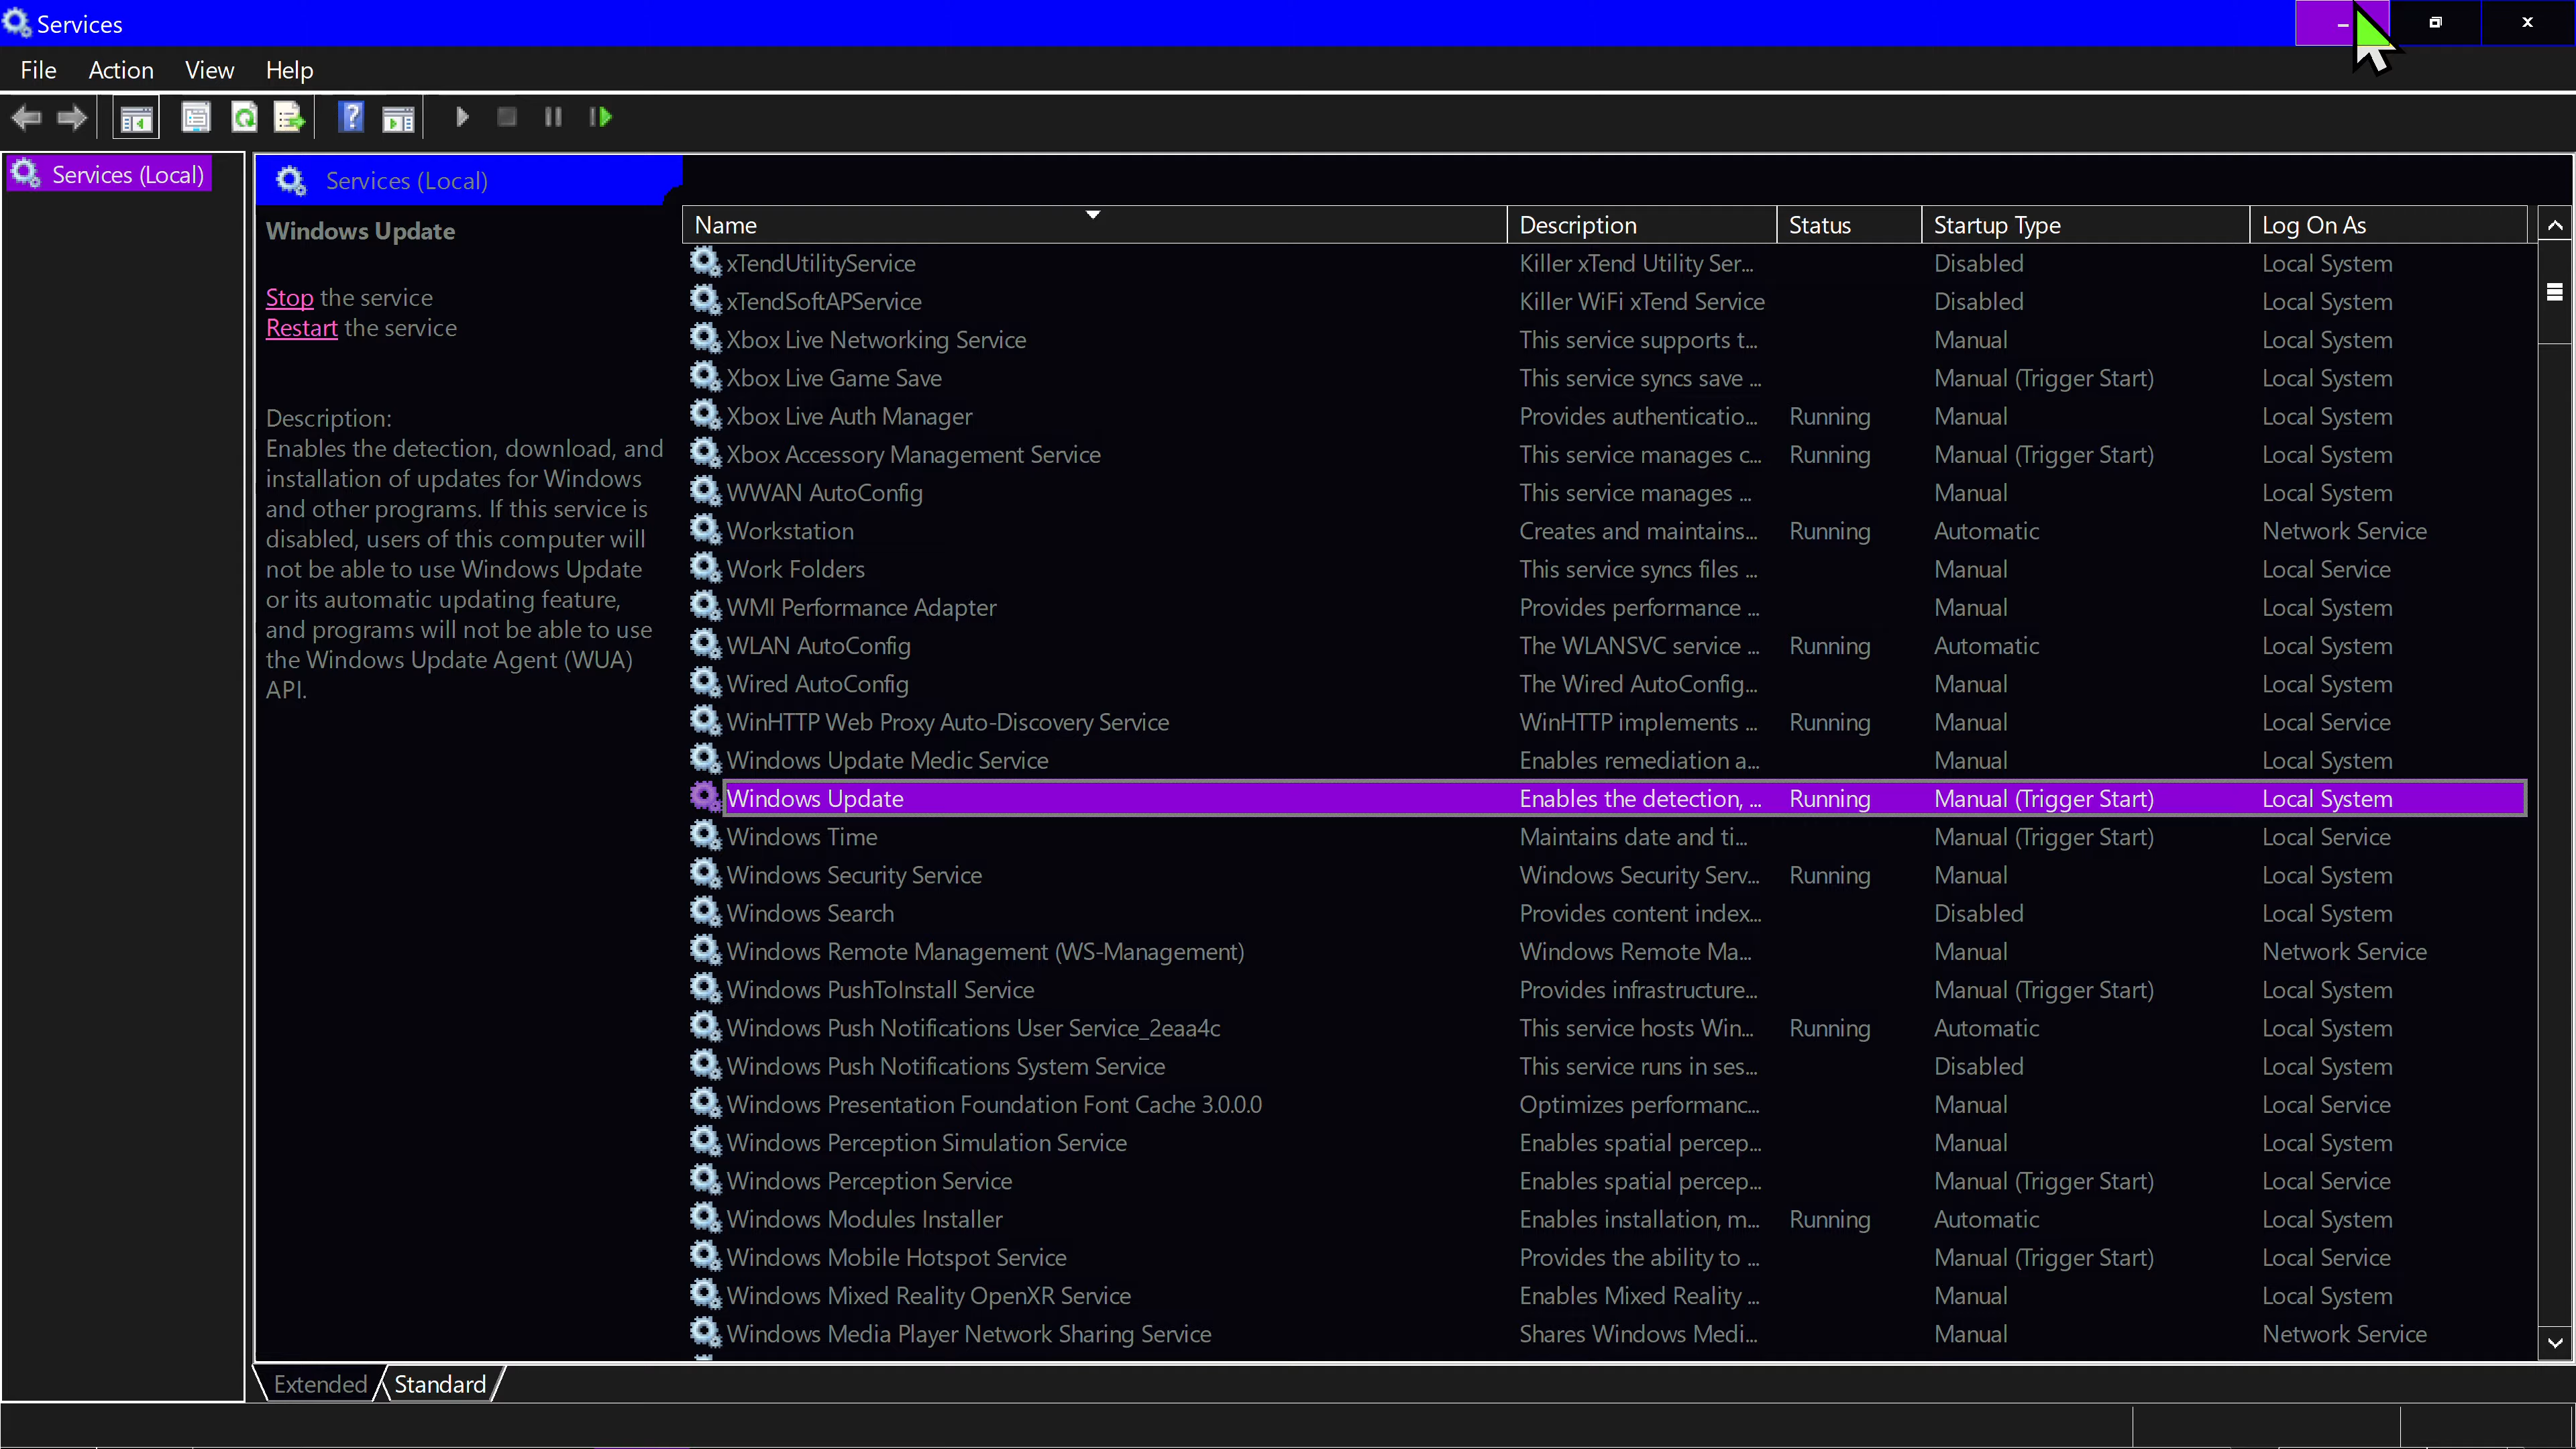 Services
File Action View Help
Services (Local)
Services (Local)
Windows Update
Stop the service
Restart the service
Description:
Enables the detection, download, and
installation of updates for Windows
and other programs. If this service is
disabled, users of this computer will
not be able to use Windows Update
or its automatic updating feature,
and programs will not be able to use
the Windows Update Agent (WUA)
API.
Name Description Status Startup Type Log On As
xTendUtilityService Killer xTend Utility Ser... Disabled Local System
xTendSoftAPService Killer WiFi xTend Service Disabled Local System
Xbox Live Networking Service This service supports t... Manual Local System
Xbox Live Game Save This service syncs save ... Manual (Trigger Start) Local System
Xbox Live Auth Manager Provides authenticatio... Running Manual Local System
Xbox Accessory Management Service This service manages c... Running Manual (Trigger Start) Local System
WWAN AutoConfig This service manages ... Manual Local System
Workstation Creates and maintains... Running Automatic Network Service
Work Folders This service syncs files ... Manual Local Service
WMI Performance Adapter Provides performance ... Manual Local System
WLAN AutoConfig The WLANSVC service ... Running Automatic Local System
Wired AutoConfig The Wired AutoConfig... Manual Local System
WinHTTP Web Proxy Auto-Discovery Service WinHTTP implements ... Running Manual Local Service
Windows Update Medic Service Enables remediation a... Manual Local System
Windows Update Enables the detection, ... Running Manual (Trigger Start) Local System
Windows Time Maintains date and ti... Manual (Trigger Start) Local Service
Windows Security Service Windows Security Serv... Running Manual Local System
Windows Search Provides content index... Disabled Local System
Windows Remote Management (WS-Management) Windows Remote Ma... Manual Network Service
Windows PushToInstall Service Provides infrastructure... Manual (Trigger Start) Local System
Windows Push Notifications User Service_2eaa4c This service hosts Win... Running Automatic Local System
Windows Push Notifications System Service This service runs in ses... Disabled Local System
Windows Presentation Foundation Font Cache 3.0.0.0 Optimizes performanc... Manual Local Service
Windows Perception Simulation Service Enables spatial percep... Manual Local System
Windows Perception Service Enables spatial percep... Manual (Trigger Start) Local Service
Windows Modules Installer Enables installation, m... Running Automatic Local System
Windows Mobile Hotspot Service Provides the ability to ... Manual (Trigger Start) Local Service
Windows Mixed Reality OpenXR Service Enables Mixed Reality ... Manual Local System
Windows Media Player Network Sharing Service Shares Windows Medi... Manual Network Service
Extended Standard